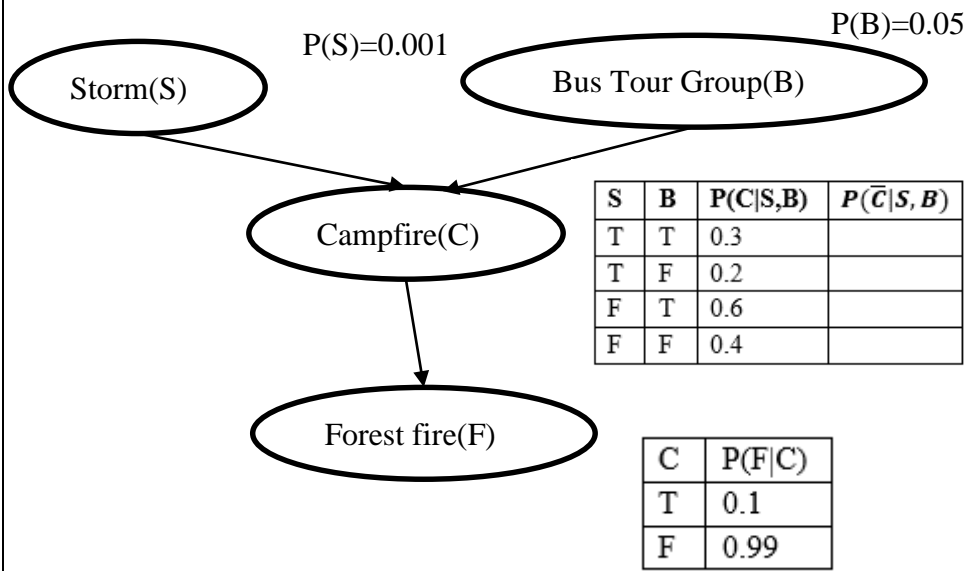 P(B)=0.05
P(S)=0.001
Storm(S)
Bus Tour Group(B)
S B P(C|S,B) P(C̅|S, B)
T T 0.3
T F 0.2
F T 0.6
F F 0.4
Campfire(C)
Forest fire(F)
C P(F|C)
T 0.1
F 0.99